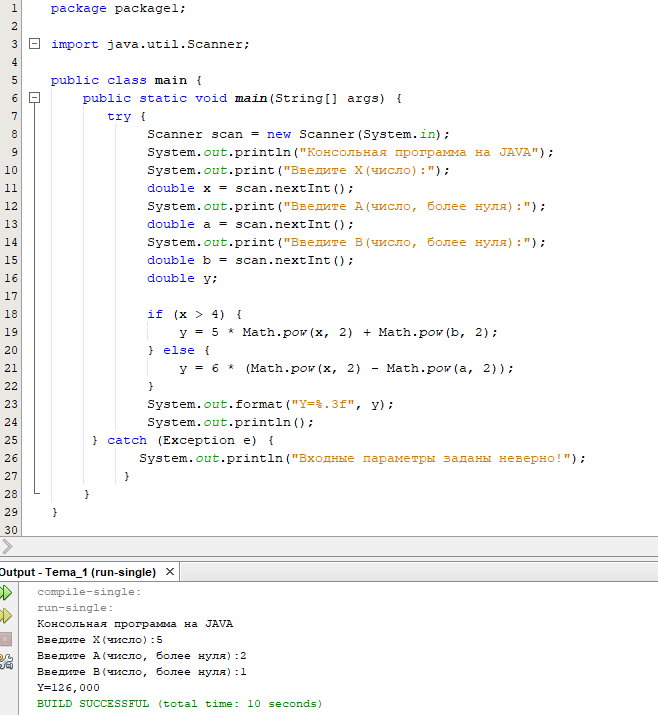 1 package package1;
2
3 import java.util.Scanner;
4
5 public class main {
6 public static void main(String[] args) {
7 try {
8 Scanner scan = new Scanner(System.in);
9 System.out.println("Консольная программа на JAVA");
10 System.out.print("Введите X(число):");
11 double x = scan.nextInt();
12 System.out.print("Введите A(число, более нуля):");
13 double a = scan.nextInt();
14 System.out.print("Введите B(число, более нуля):");
15 double b = scan.nextInt();
16 double y;
17
18 if (x > 4) {
19 y = 5 * Math.pow(x, 2) + Math.pow(b, 2);
20 } else {
21 y = 6 * (Math.pow(x, 2) - Math.pow(a, 2));
22 }
23 System.out.format("Y=%.3f", y);
24 System.out.println();
25 } catch (Exception e) {
26 System.out.println("Входные параметры заданы неверно!");
27 }
28 }
29 }
30
Output - Tema_1 (run-single) ×
compile-single:
run-single:
Консольная программа на JAVA
Введите X(число):5
Введите A(число, более нуля):2
Введите B(число, более нуля):1
Y=126,000
BUILD SUCCESSFUL (total time: 10 seconds)